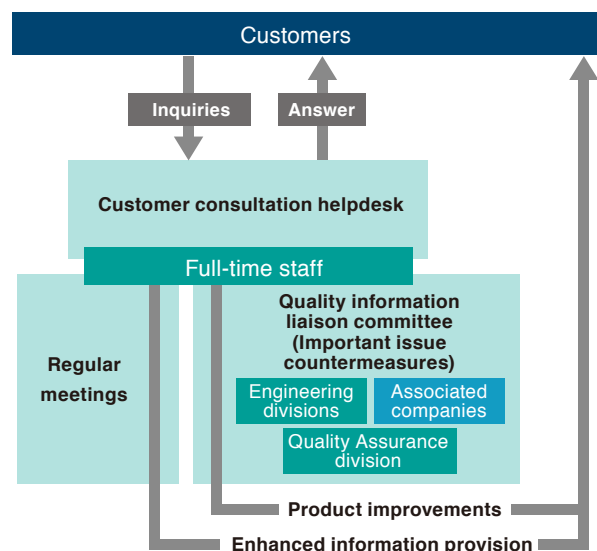 Customers
Inquiries
Answer
Customer consultation helpdesk
Full-time staff
Regular
meetings
Quality information
liaison committee
(Important issue
countermeasures)
Engineering
divisions
Associated
companies
Quality Assurance
division
Product improvements
Enhanced information provision